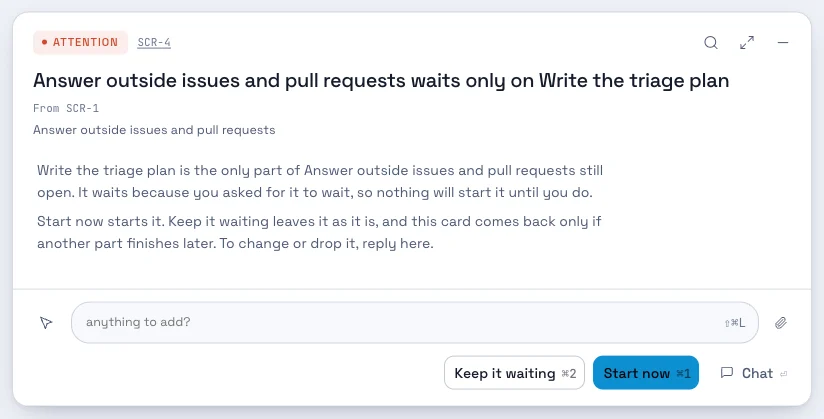 ATTENTION SCR-4
Answer outside issues and pull requests waits only on Write the triage plan
From SCR-1
Answer outside issues and pull requests
Write the triage plan is the only part of Answer outside issues and pull requests still
open. It waits because you asked for it to wait, so nothing will start it until you do.
Start now starts it. Keep it waiting leaves it as it is, and this card comes back only if
another part finishes later. To change or drop it, reply here.
anything to add? ⇧⌘L
Keep it waiting ⌘2 Start now ⌘1 Chat ⏎